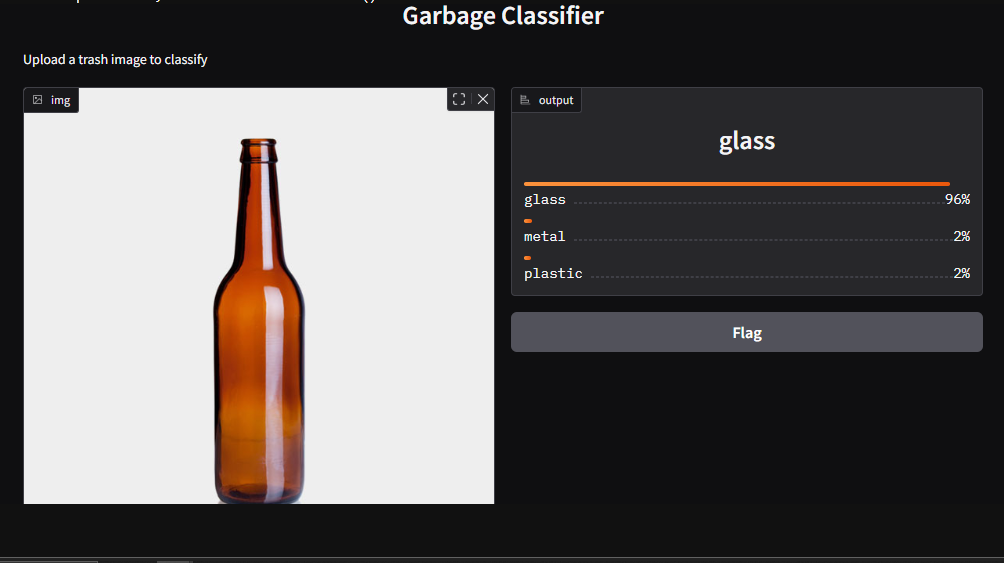 Garbage Classifier
Upload a trash image to classify
img
output
glass
glass 96%
metal 2%
plastic 2%
Flag